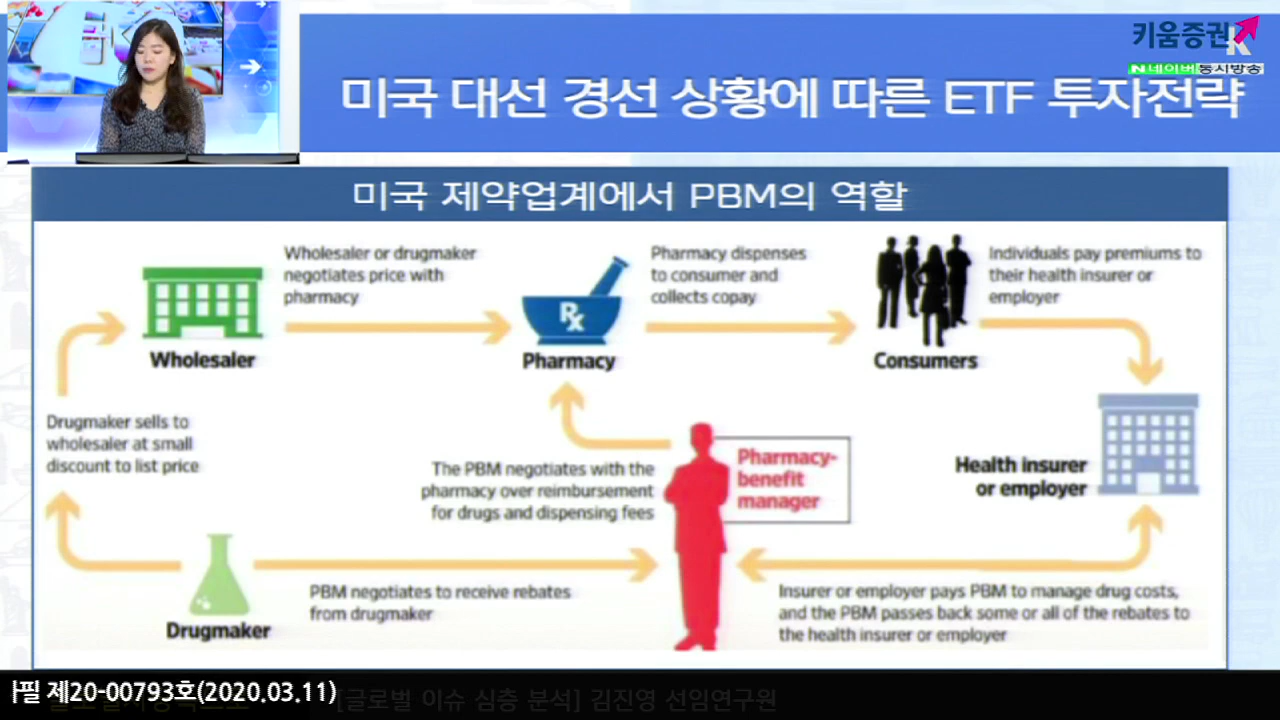 키움증권
N 네이버 동시방송
미국 대선 경선 상황에 따른 ETF 투자전략
미국 제약업계에서 PBM의 역할
Wholesaler or drugmaker
negotiates price with
pharmacy
Pharmacy dispenses
to consumer and
collects copay
Individuals pay premiums to
their health insurer or
employer
Rx
Wholesaler
Pharmacy
Consumers
Drugmaker sells to
wholesaler at small
discount to list price
The PBM negotiates with the
pharmacy over reimbursement
for drugs and dispensing fees
Pharmacy-
benefit
manager
Health insurer
or employer
PBM negotiates to receive rebates
from drugmaker
Insurer or employer pays PBM to manage drug costs,
and the PBM passes back some or all of the rebates to
the health insurer or employer
Drugmaker
필 제20-00793호(2020.03.11)
[글로벌 이슈 심층 분석] 김진영 선임연구원